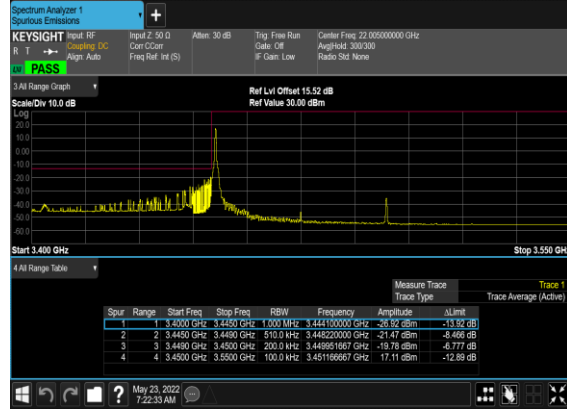 Spectrum Analyzer 1
Spurious Emissions
+
KEYSIGHT Input: RF Input Z: 50 Ω Atten: 30 dB Trig: Free Run Center Freq: 22.005000000 GHz
R T Coupling: DC Corr CCorr Gate: Off Avg|Hold: 300/300
Align: Auto Freq Ref: Int (S) IF Gain: Low Radio Std: None
PASS
3 All Range Graph
Ref Lvl Offset 15.52 dB
Scale/Div 10.0 dB Ref Value 30.00 dBm
Log
20.0
10.0
0.00
-10.0
-20.0
-30.0
-40.0
-50.0
-60.0
Start 3.400 GHz Stop 3.550 GHz
4 All Range Table
Measure Trace Trace 1
Trace Type Trace Average (Active)
Spur Range Start Freq Stop Freq RBW Frequency Amplitude ΔLimit
1 1 3.4000 GHz 3.4450 GHz 1.000 MHz 3.444100000 GHz -26.92 dBm -13.92 dB
2 2 3.4450 GHz 3.4490 GHz 510.0 kHz 3.448220000 GHz -21.47 dBm -8.466 dB
3 3 3.4490 GHz 3.4500 GHz 200.0 kHz 3.449951667 GHz -19.78 dBm -6.777 dB
4 4 3.4500 GHz 3.5500 GHz 100.0 kHz 3.451166667 GHz 17.11 dBm -12.89 dB
? May 23, 2022
7:22:33 AM